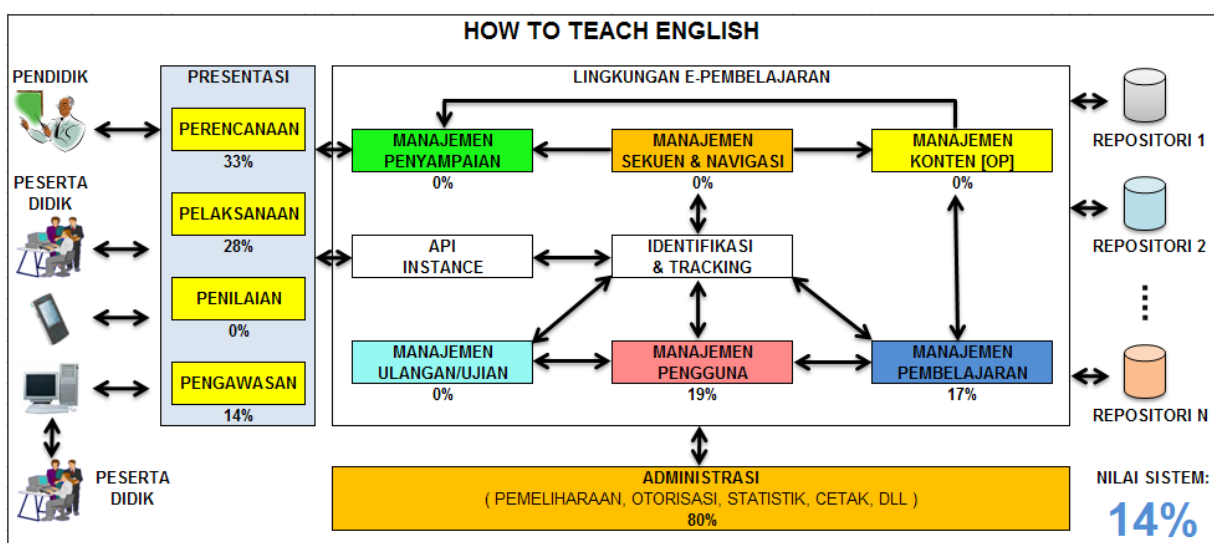 HOW TO TEACH ENGLISH
PENDIDIK
PRESENTASI
LINGKUNGAN E-PEMBELAJARAN
PERENCANAAN
33%
MANAJEMEN
PENYAMPAIAN
0%
MANAJEMEN
SEKUEN & NAVIGASI
0%
MANAJEMEN
KONTEN [OP]
0%
REPOSITORI 1
PESERTA
DIDIK
PELAKSANAAN
28%
API
INSTANCE
IDENTIFIKASI
& TRACKING
REPOSITORI 2
PENILAIAN
0%
MANAJEMEN
ULANGAN/UJIAN
0%
MANAJEMEN
PENGGUNA
19%
MANAJEMEN
PEMBELAJARAN
17%
PENGAWASAN
14%
REPOSITORI N
PESERTA
DIDIK
ADMINISTRASI
( PEMELIHARAAN, OTORISASI, STATISTIK, CETAK, DLL )
80%
NILAI SISTEM:
14%